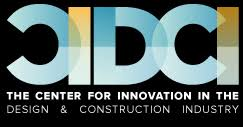 CIDCI
THE CENTER FOR INNOVATION IN THE
DESIGN & CONSTRUCTION INDUSTRY